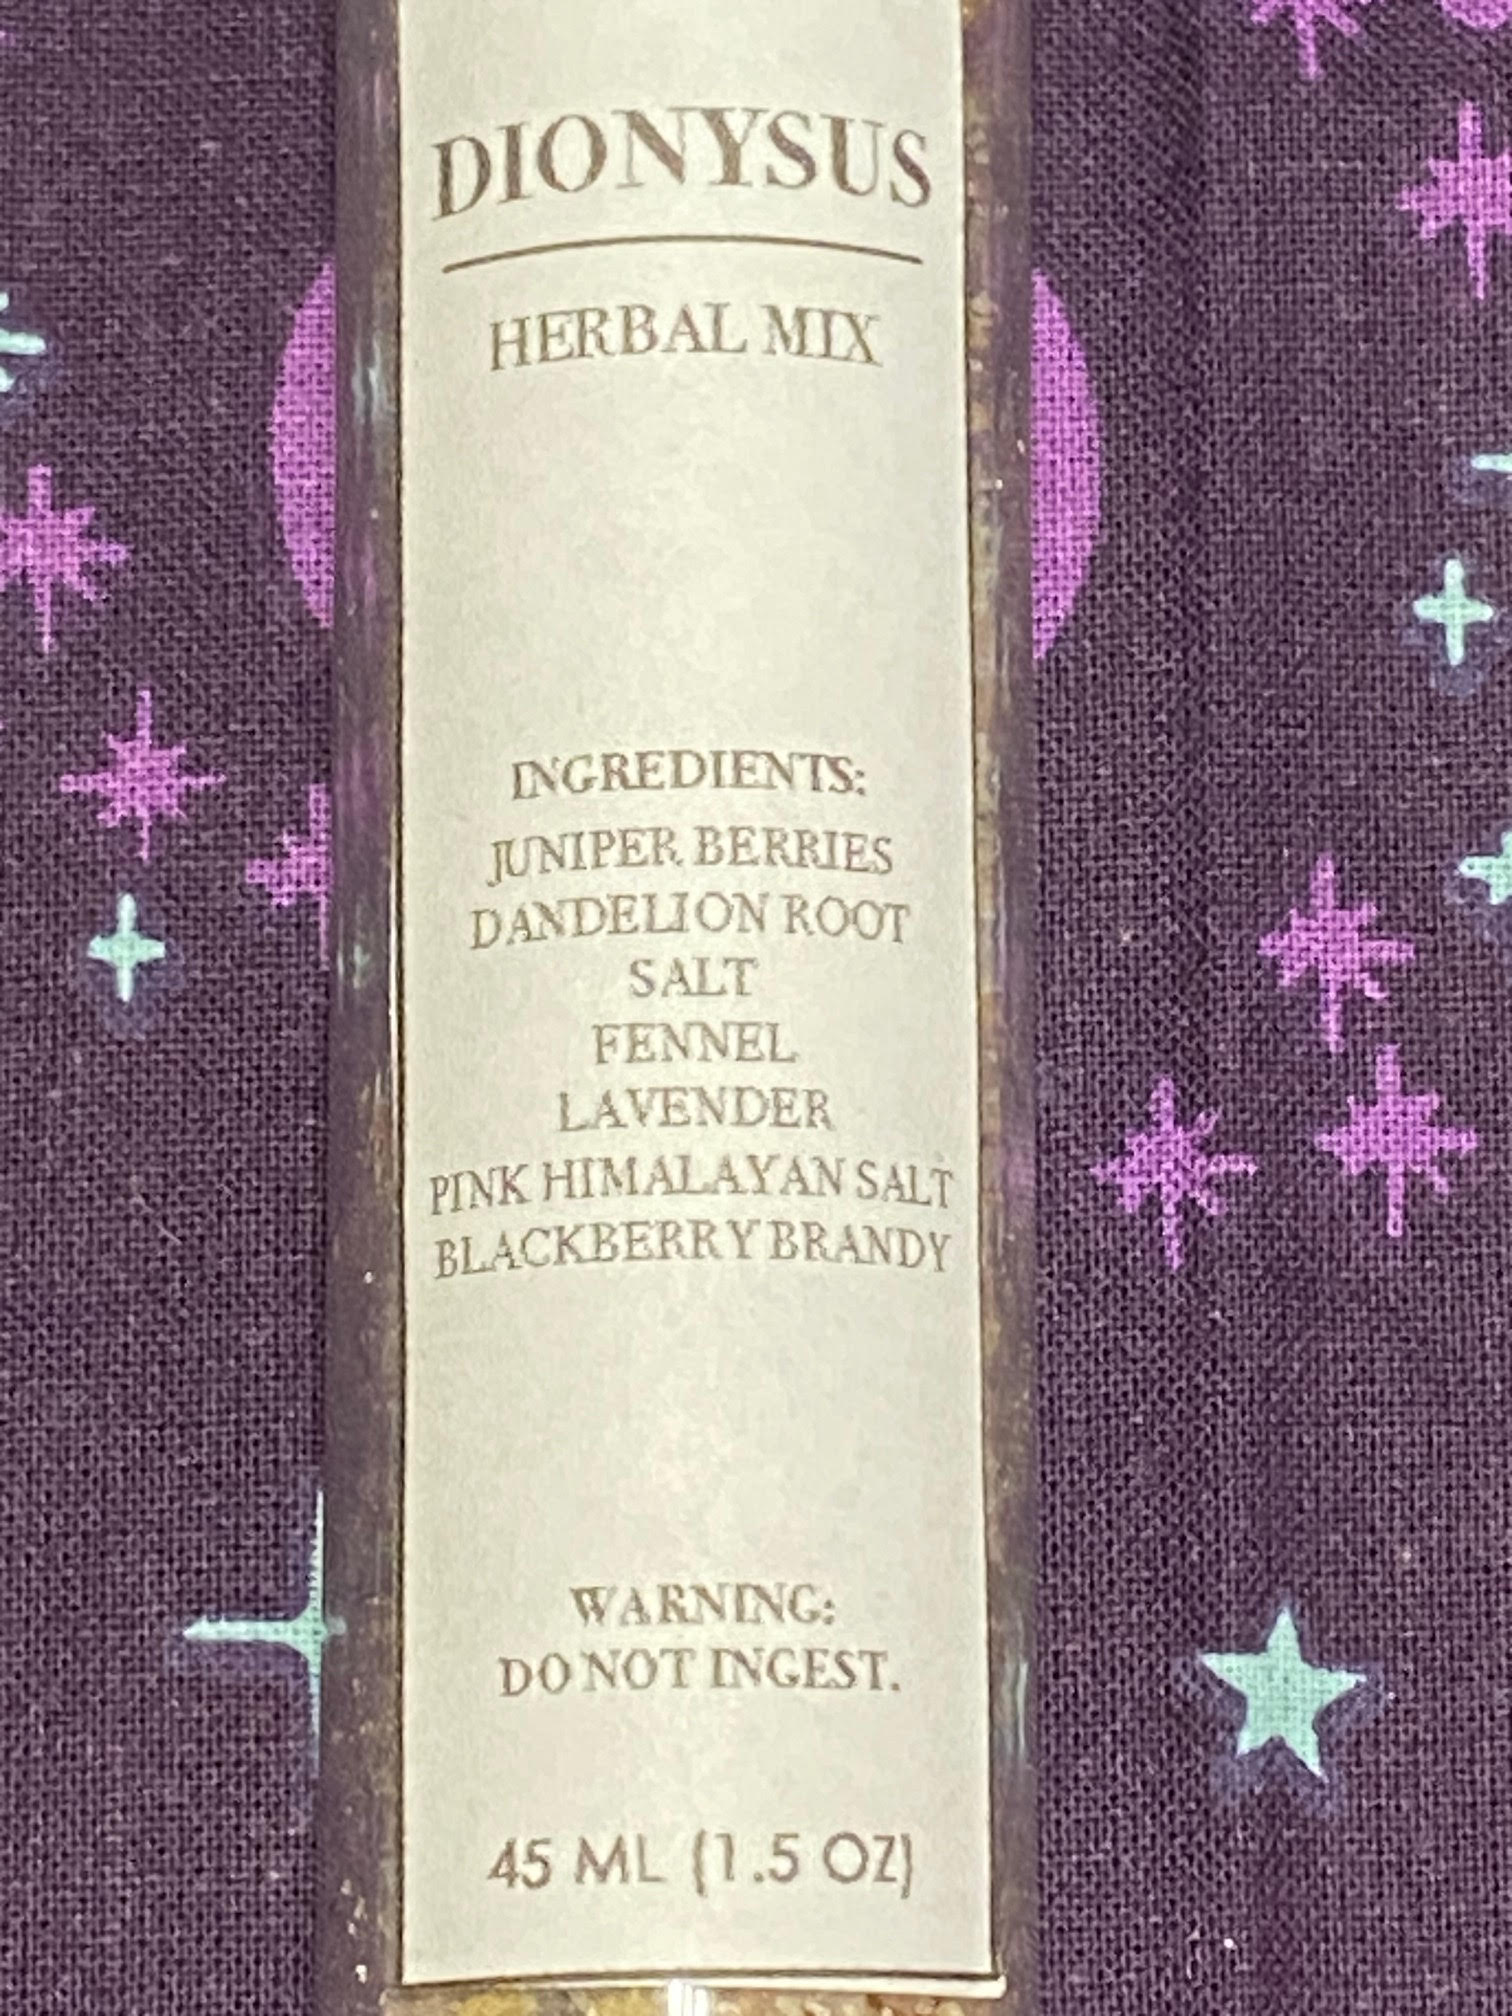 DIONYSUS
HERBAL MIX
INGREDIENTS:
JUNIPER BERRIES
DANDELION ROOT
SALT
FENNEL
LAVENDER
PINK HIMALAYAN SALT
BLACKBERRY BRANDY
WARNING:
DO NOT INGEST.
45 ML (1.5 OZ)